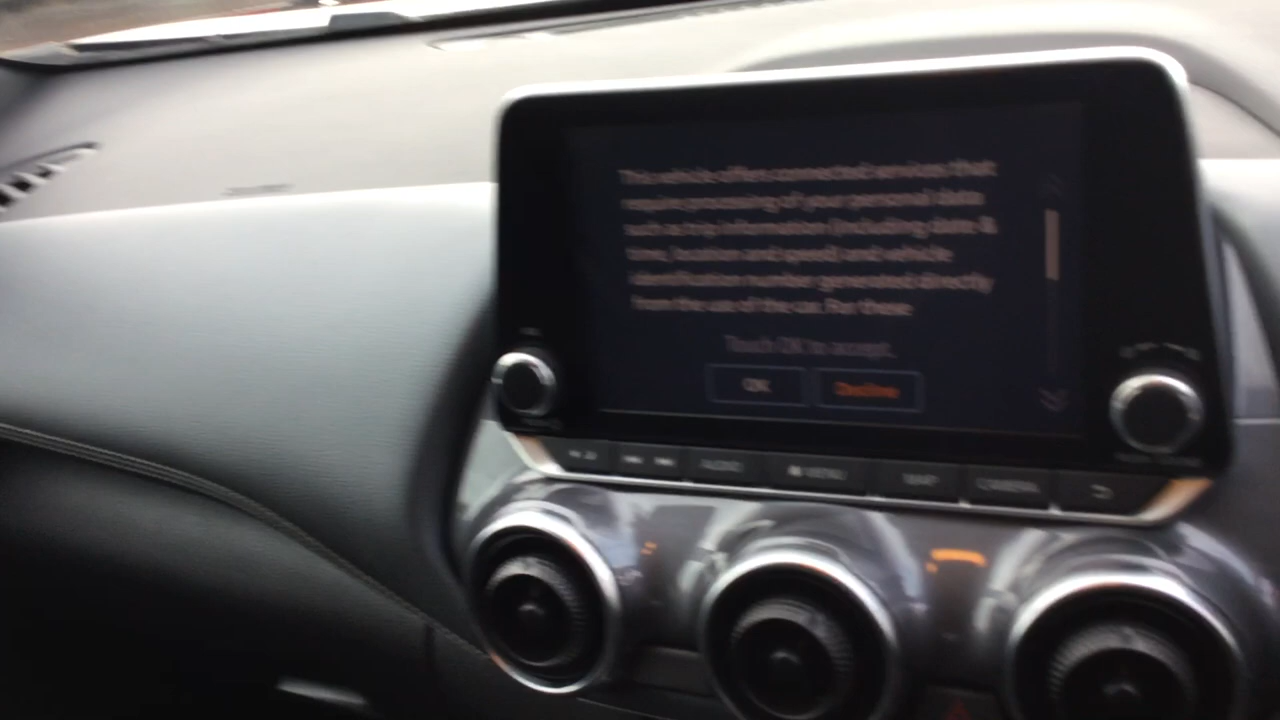 This vehicle offers connected services that
require processing of your personal data
such as trip information (including date &
time, location and speed) and vehicle
identification number generated directly
from the use of the car. For these
Touch OK to accept.
OK Decline
AUDIO MENU MAP CAMERA